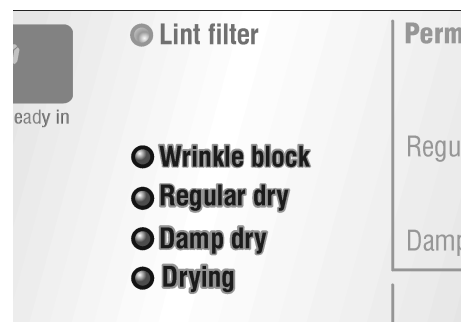 Lint filter
Perm
eady in
Wrinkle block
Regu
Regular dry
Damp dry
Damp
Drying